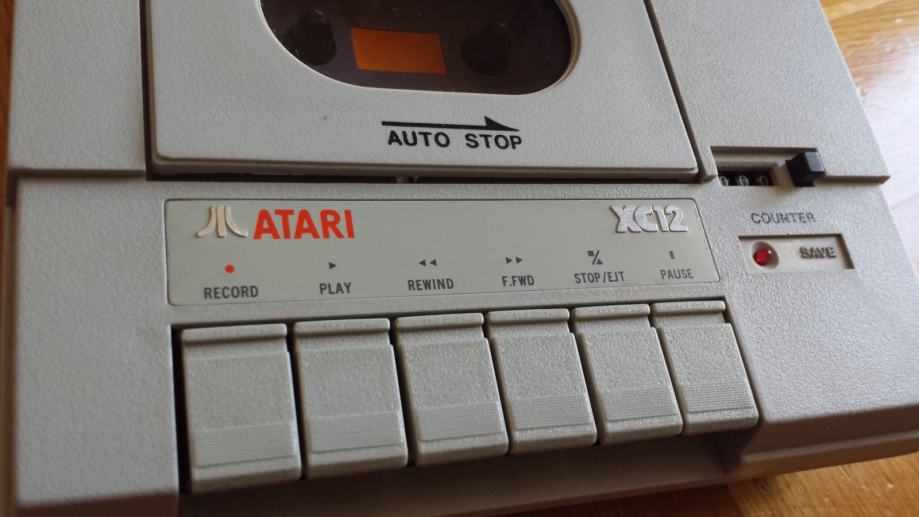 AUTO STOP
ATARI
XC12
COUNTER
SAVE
RECORD
PLAY
REWIND
F.FWD
STOP/EJT
PAUSE